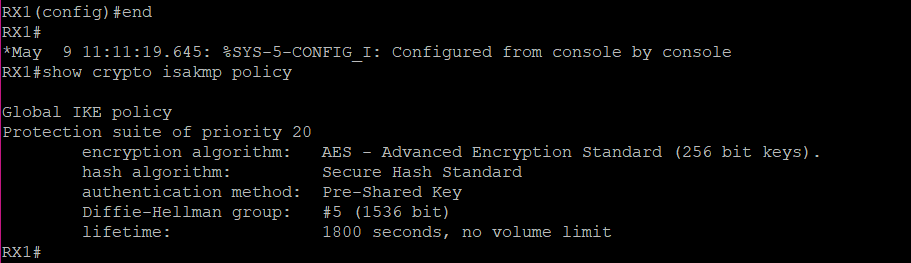 RX1(config)#end
RX1#
*May  9 11:11:19.645: %SYS-5-CONFIG_I: Configured from console by console
RX1#show crypto isakmp policy

Global IKE policy
Protection suite of priority 20
        encryption algorithm:   AES - Advanced Encryption Standard (256 bit keys).
        hash algorithm:         Secure Hash Standard
        authentication method:  Pre-Shared Key
        Diffie-Hellman group:   #5 (1536 bit)
        lifetime:               1800 seconds, no volume limit
RX1#